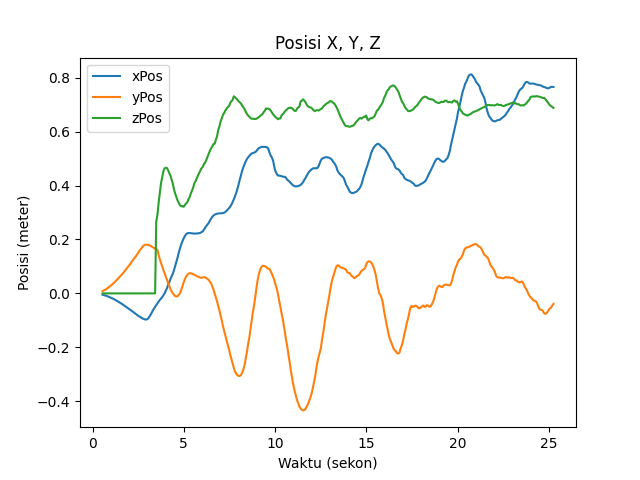 Posisi X, Y, Z
xPos
yPos
zPos
0.8
0.6
0.4
0.2
0.0
−0.2
−0.4
Posisi (meter)
0 5 10 15 20 25
Waktu (sekon)